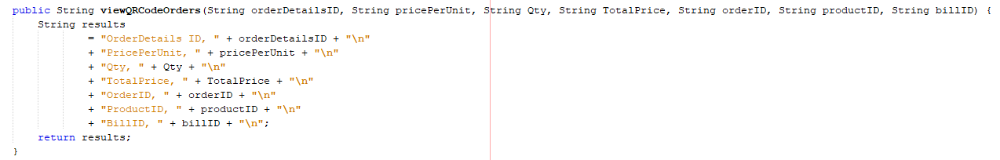 public String viewQRCodeOrders(String orderDetailsID, String pricePerUnit, String Qty, String TotalPrice, String orderID, String productID, String billID) {
String results
= "OrderDetails ID, " + orderDetailsID + "\n"
+ "PricePerUnit, " + pricePerUnit + "\n"
+ "Qty, " + Qty + "\n"
+ "TotalPrice, " + TotalPrice + "\n"
+ "OrderID, " + orderID + "\n"
+ "ProductID, " + productID + "\n"
+ "BillID, " + billID + "\n";
return results;
}